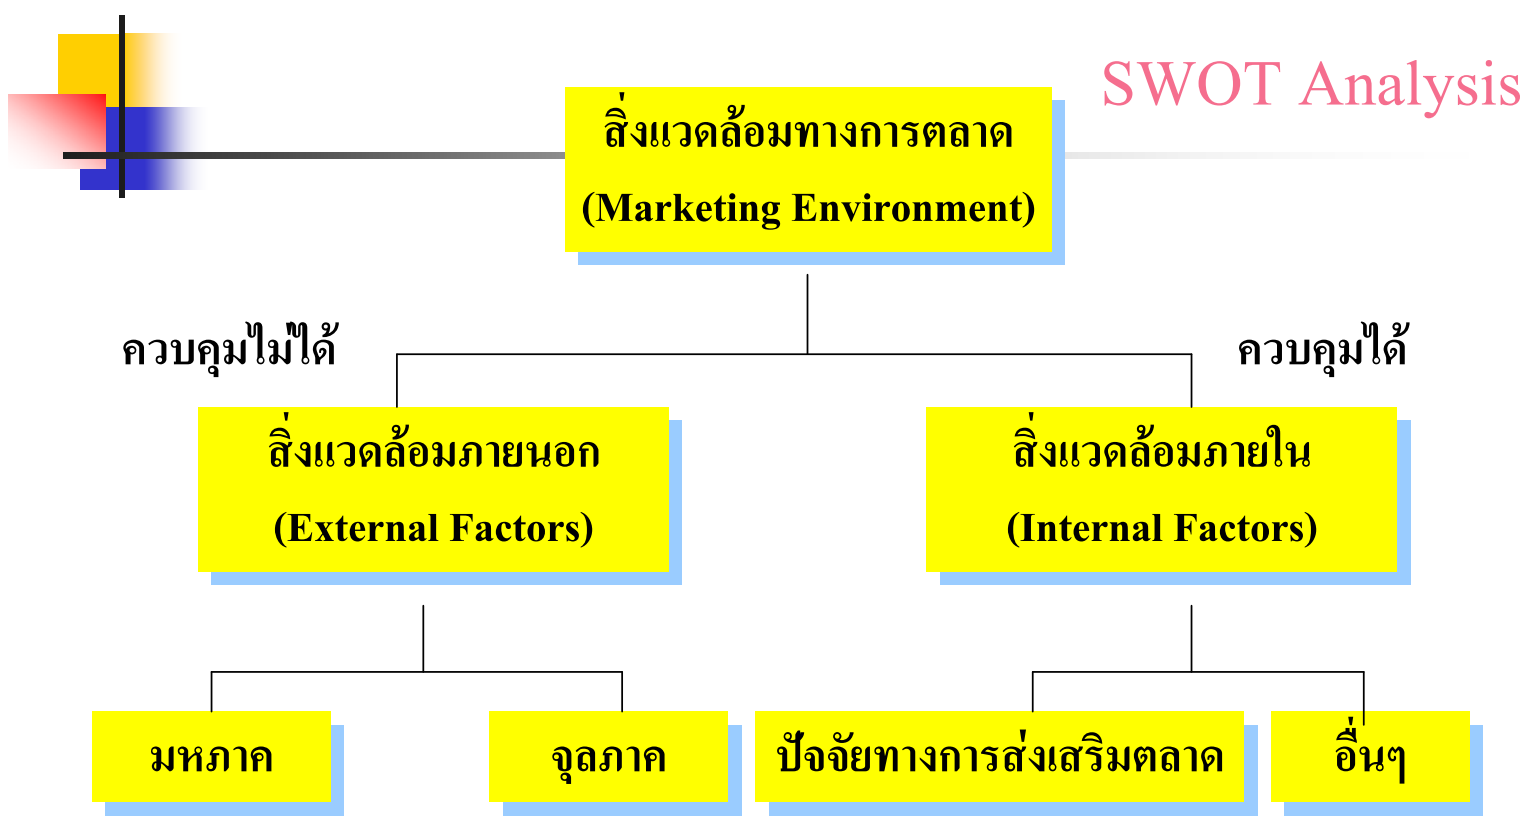 SWOT Analysis
สิ่งแวดล้อมทางการตลาด
(Marketing Environment)
ควบคุมไม่ได้
ควบคุมได้
สิ่งแวดล้อมภายนอก
(External Factors)
สิ่งแวดล้อมภายใน
(Internal Factors)
มหภาค
จุลภาค
ปัจจัยทางการส่งเสริมตลาด
อื่นๆ